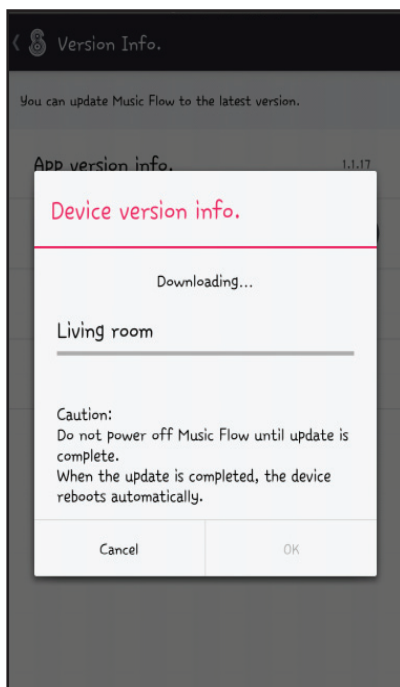 Version Info.
You can update Music Flow to the latest version.
App version info.
1.1.17
Device version info.
Downloading...
Living room
Caution:
Do not power off Music Flow until update is
complete.
When the update is completed, the device
reboots automatically.
Cancel
OK